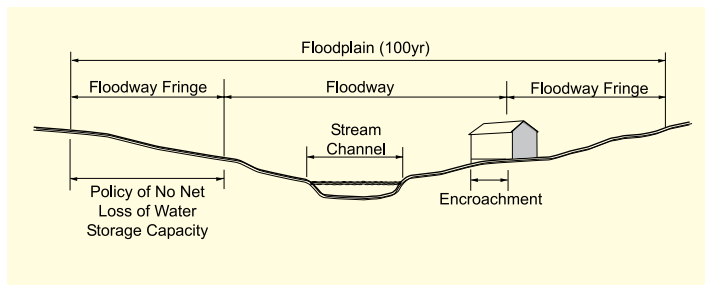 Floodplain (100yr)
Floodway Fringe
Floodway
Floodway Fringe
Stream
Channel
Policy of No Net
Loss of Water
Storage Capacity
Encroachment